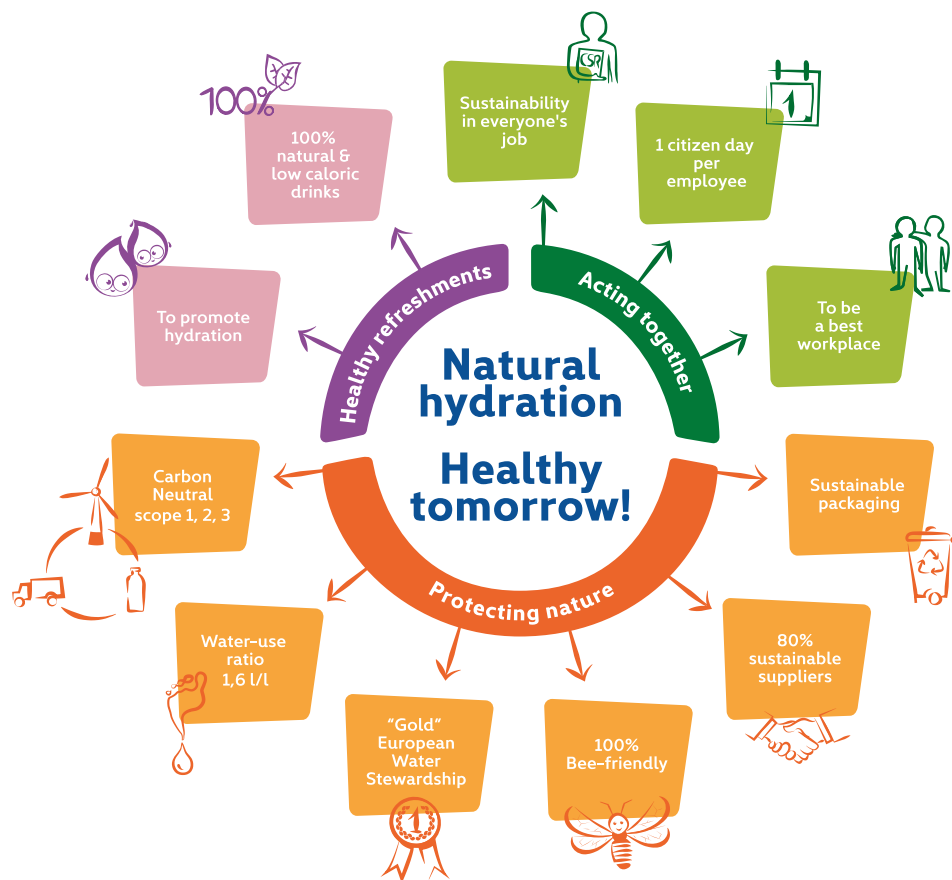 Natural
hydration
Healthy
tomorrow!
Healthy refreshments
100%
100%
natural &
low caloric
drinks
To promote
hydration
Acting together
CSR
Sustainability
in everyone's
job
1
1 citizen day
per
employee
To be
a best
workplace
Protecting nature
Sustainable
packaging
80%
sustainable
suppliers
100%
Bee–friendly
“Gold“
European
Water
Stewardship
1
Water–use
ratio
1,6 l/l
Carbon
Neutral
scope 1, 2, 3